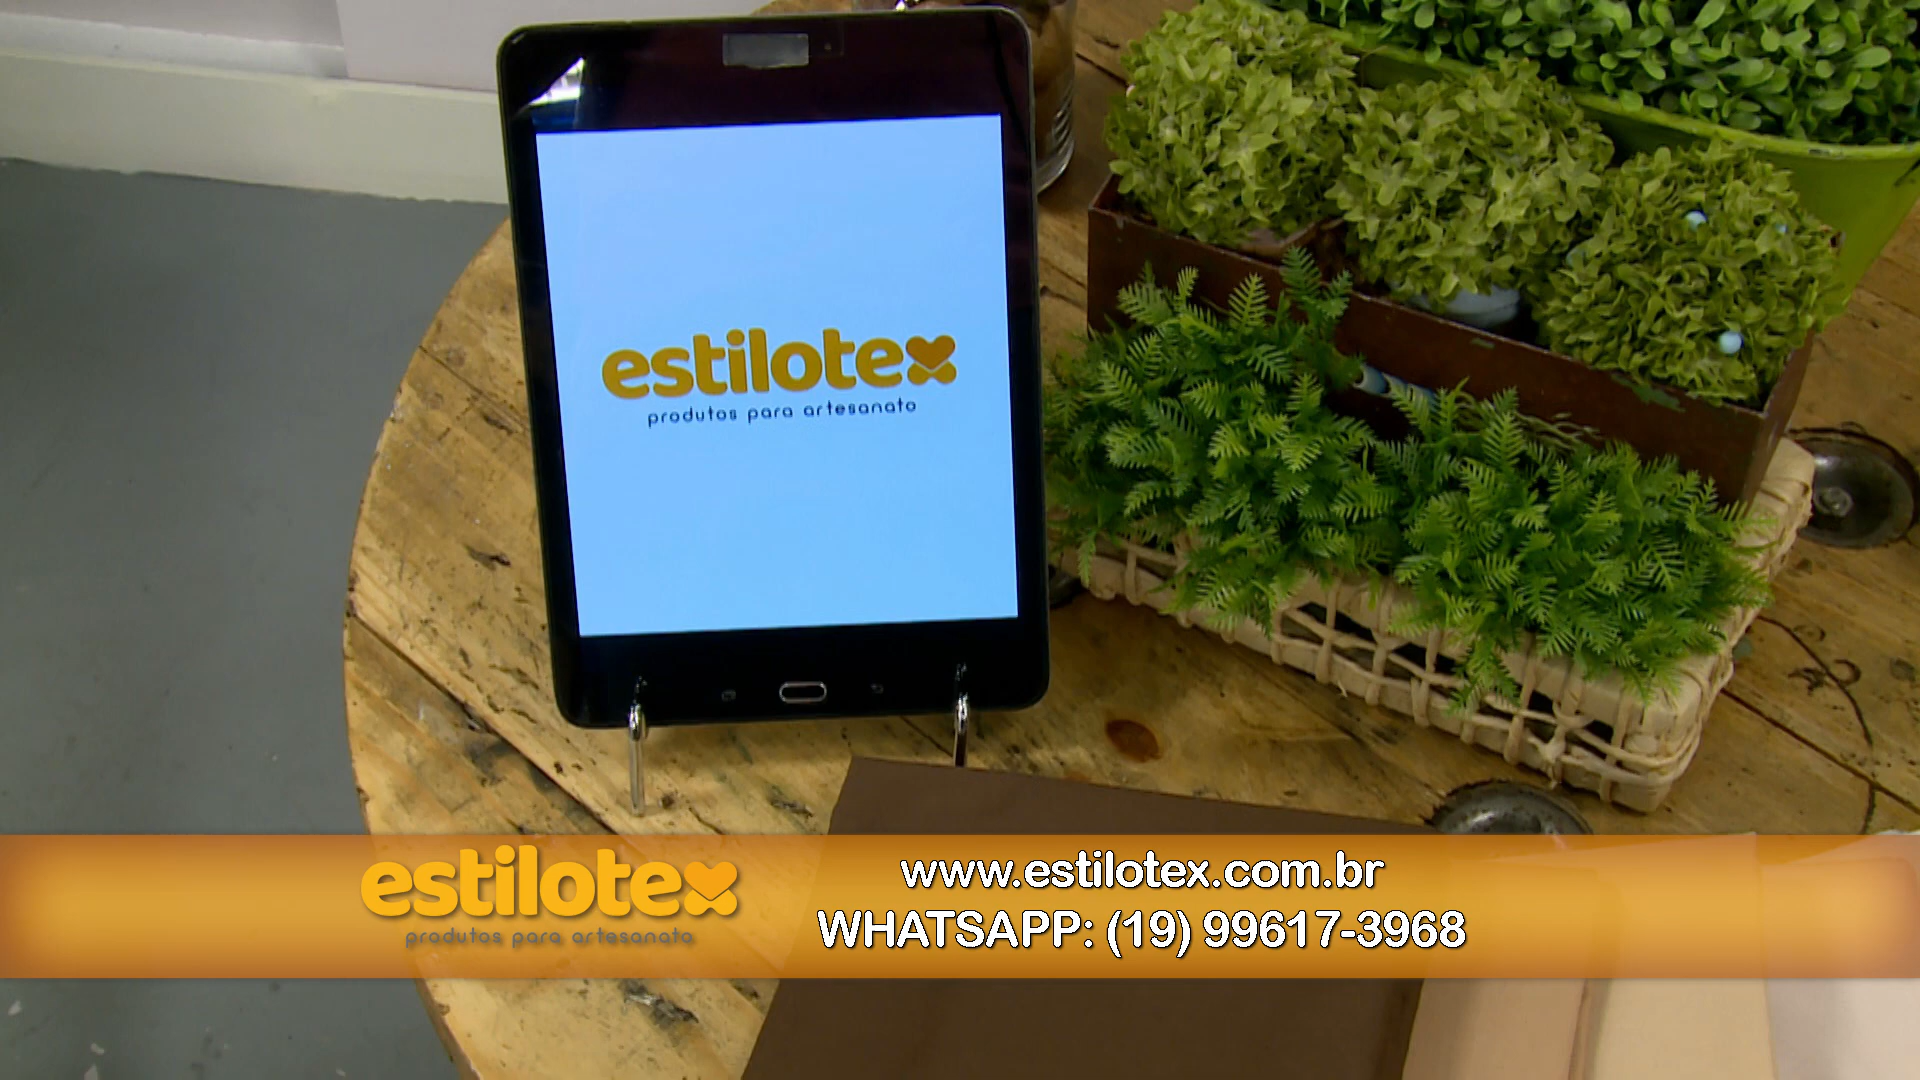 estilotex
produtos para artesanato
estilotex
produtos para artesanato
www.estilotex.com.br
WHATSAPP: (19) 99617-3968